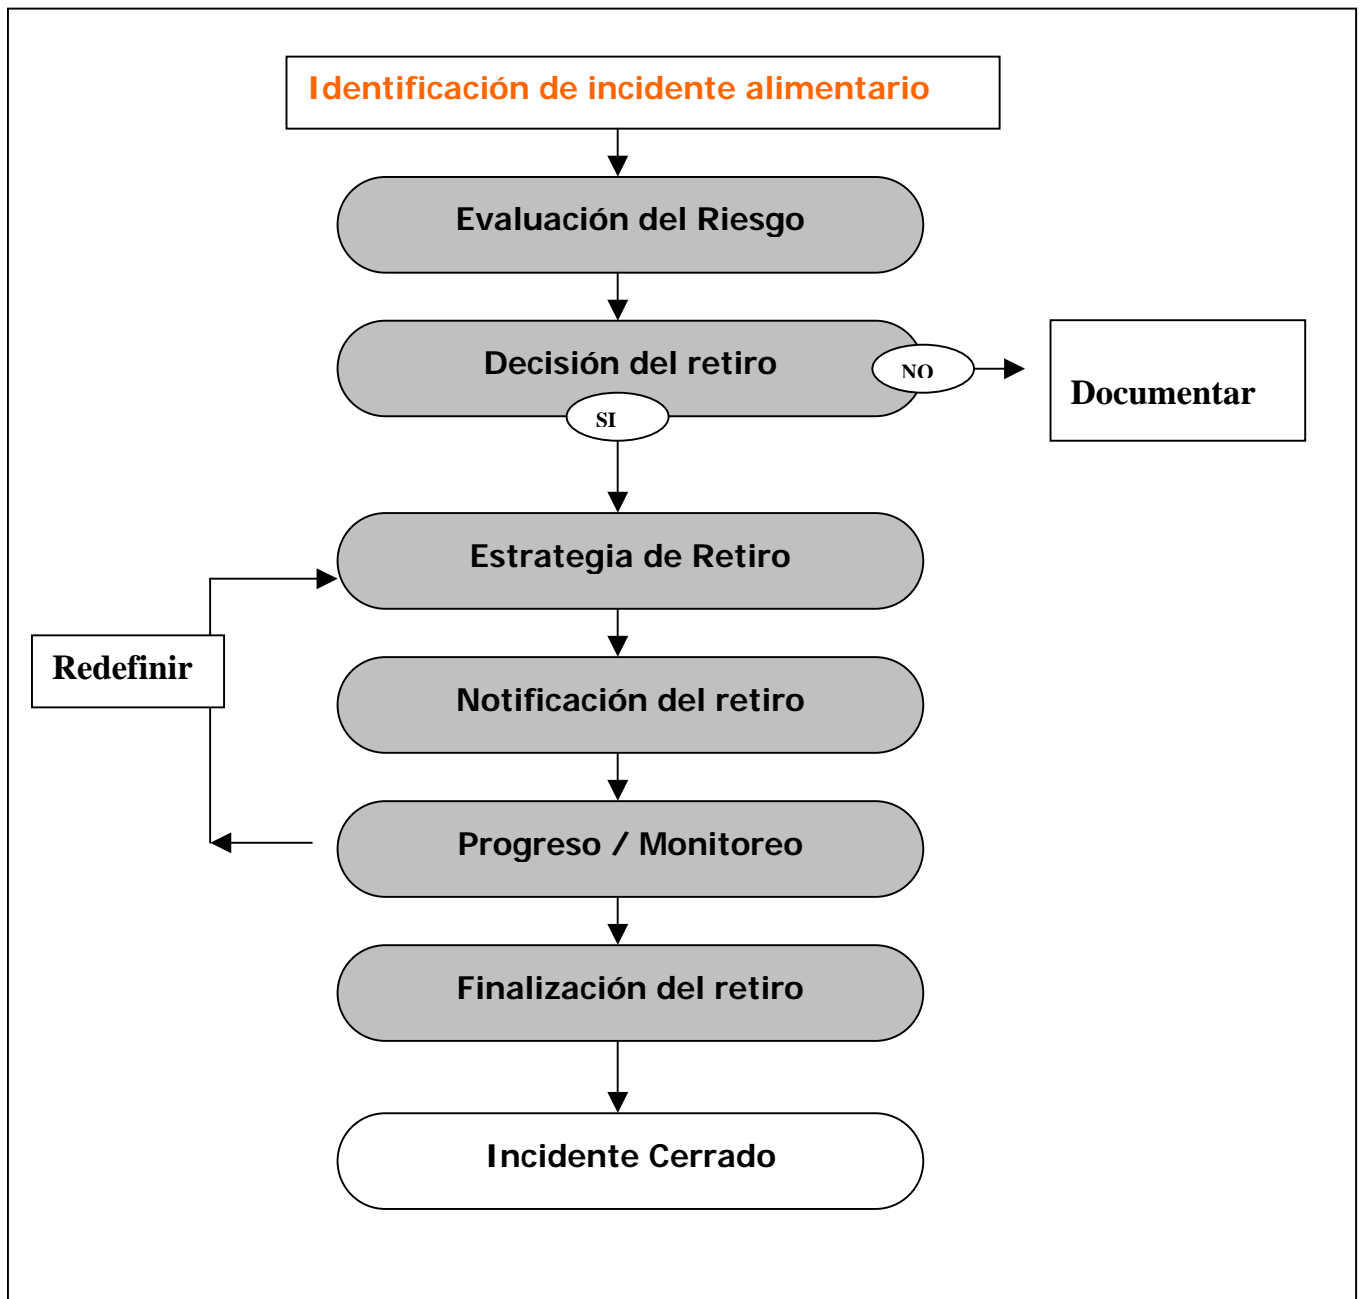 Identificación de incidente alimentario
Evaluación del Riesgo
Decisión del retiro
NO
Documentar
SI
Estrategia de Retiro
Redefinir
Notificación del retiro
Progreso / Monitoreo
Finalización del retiro
Incidente Cerrado